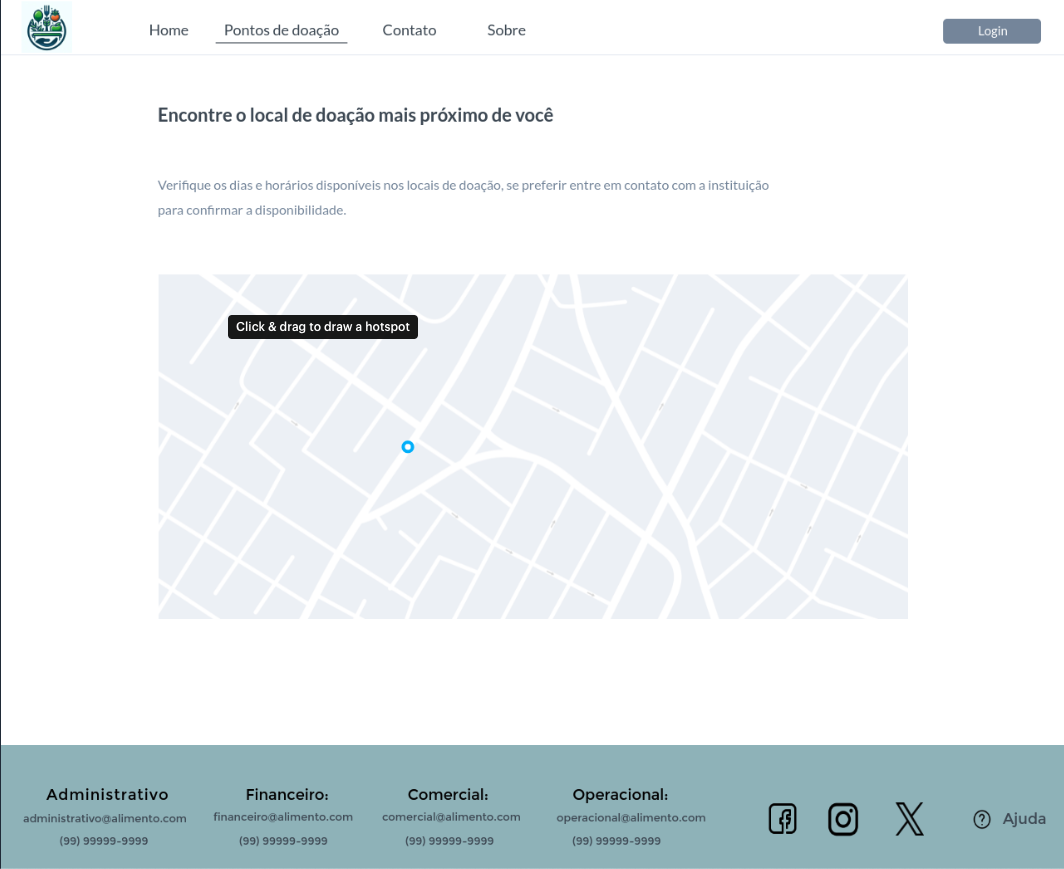 Home Pontos de doação Contato Sobre Login
Encontre o local de doação mais próximo de você
Verifique os dias e horários disponíveis nos locais de doação, se preferir entre em contato com a instituição
para confirmar a disponibilidade.
Click & drag to draw a hotspot
Administrativo Financeiro: Comercial: Operacional:
administrativo@alimento.com financeiro@alimento.com comercial@alimento.com operacional@alimento.com
(99) 99999-9999 (99) 99999-9999 (99) 99999-9999 (99) 99999-9999
Ajuda